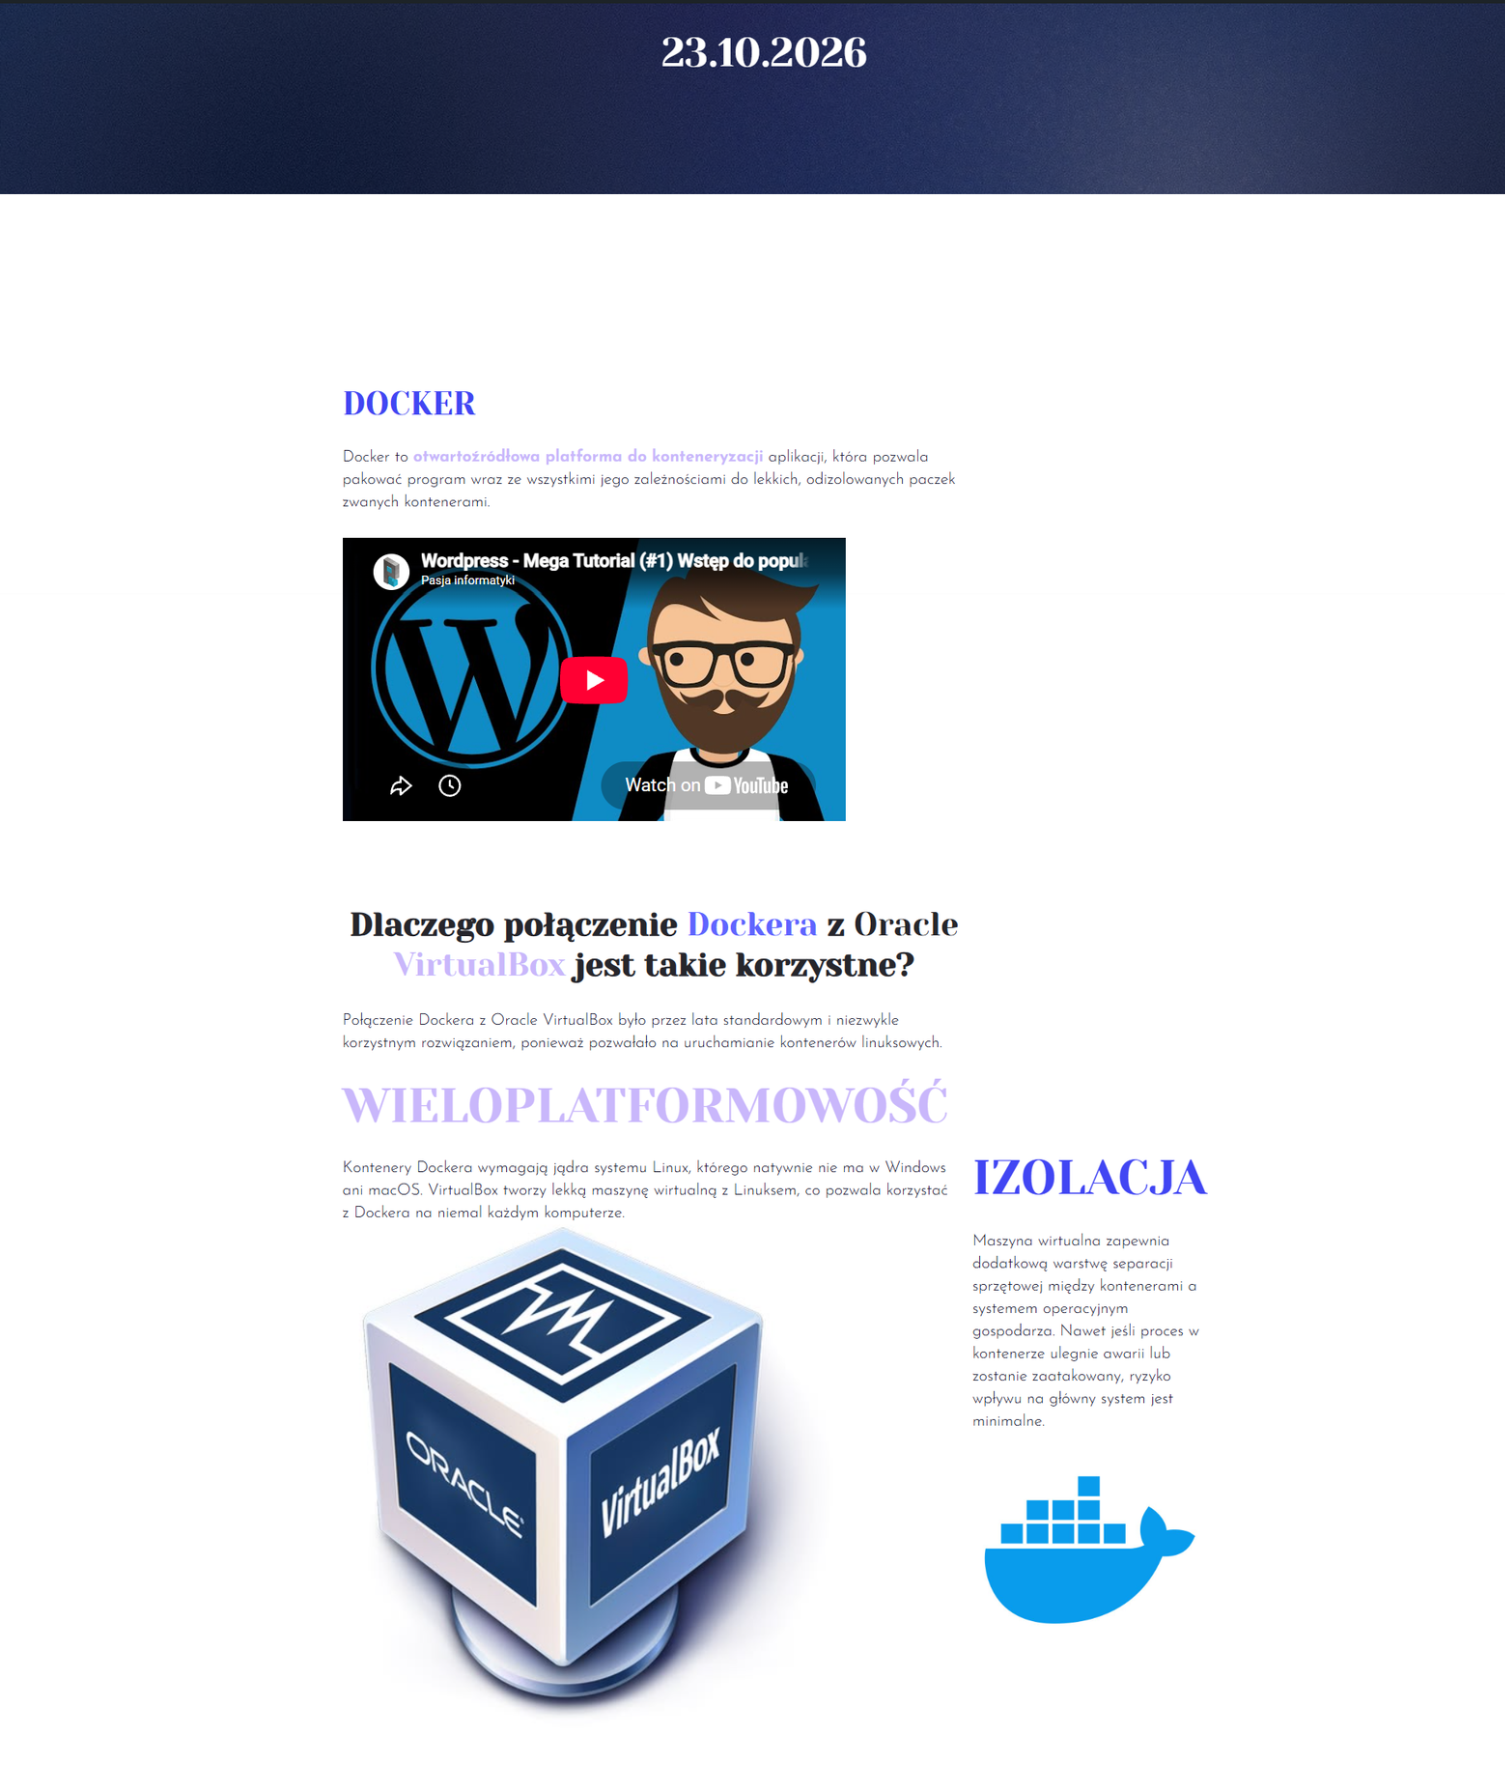 23.10.2026
DOCKER
Docker to otwartoźródłowa platforma do konteneryzacji aplikacji, która pozwala
pakować program wraz ze wszystkimi jego zależnościami do lekkich, odizolowanych paczek
zwanych kontenerami.
Wordpress - Mega Tutorial (#1) Wstęp do popul
Pasja informatyki
Watch on YouTube
Dlaczego połączenie Dockera z Oracle
VirtualBox jest takie korzystne?
Połączenie Dockera z Oracle VirtualBox było przez lata standardowym i niezwykle
korzystnym rozwiązaniem, ponieważ pozwałało na uruchamianie kontenerów linuksowych.
WIELOPLATFORMOWOŚĆ
Kontenery Dockera wymagają jądra systemu Linux, którego natywnie nie ma w Windows
ani macOS. VirtualBox tworzy lekką maszynę wirtualną z Linuksem, co pozwala korzystać
z Dockera na niemal każdym komputerze.
ORACLE
VirtualBox
IZOLACJA
Maszyna wirtualna zapewnia
dodatkową warstwę separacji
sprzętowej między kontenerami a
systemem operacyjnym
gospodarza. Nawet jeśli proces w
kontenerze ulegnie awarii lub
zostanie zaatakowany, ryzyko
wpływu na główny system jest
minimalne.